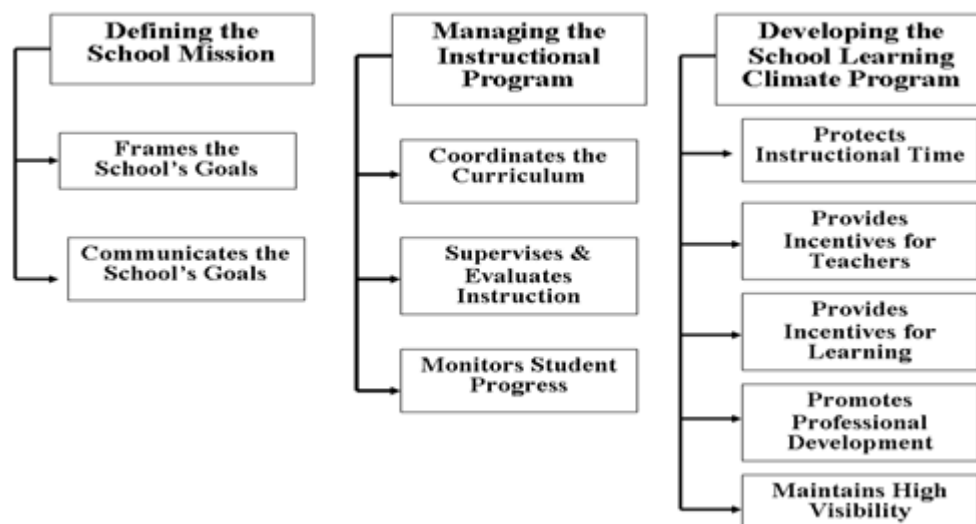 Defining the
School Mission
Frames the
School's Goals
Communicates the
School's Goals
Managing the
Instructional
Program
Coordinates the
Curriculum
Supervises &
Evaluates
Instruction
Monitors Student
Progress
Developing the
School Learning
Climate Program
Protects
Instructional Time
Provides
Incentives for
Teachers
Provides
Incentives for
Learning
Promotes
Professional
Development
Maintains High
Visibility